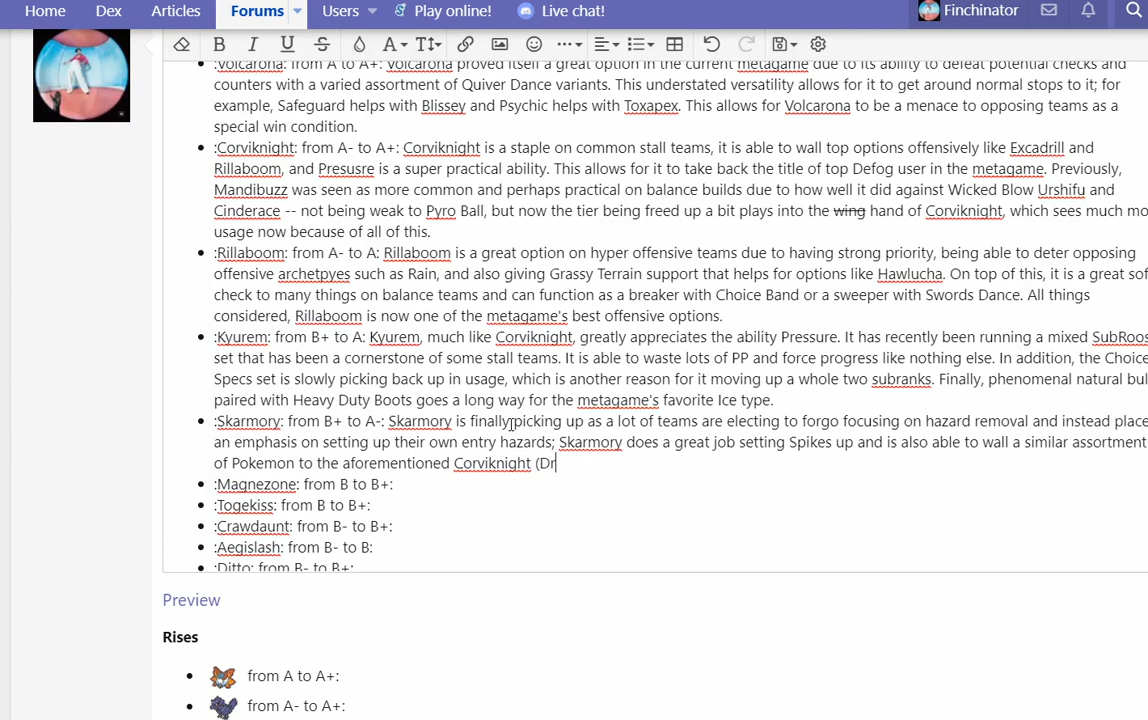 Home Dex Articles Forums Users Play online! Live chat! Finchinator
B I U S A T
:Volcarona: from A to A+: Volcarona proved itself a great option in the current metagame due to its ability to defeat potential checks and
counters with a varied assortment of Quiver Dance variants. This understated versatility allows for it to get around normal stops to it; for
example, Safeguard helps with Blissey and Psychic helps with Toxapex. This allows for Volcarona to be a menace to opposing teams as a
special win condition.
:Corviknight: from A- to A+: Corviknight is a staple on common stall teams, it is able to wall top options offensively like Excadrill and
Rillaboom, and Presusre is a super practical ability. This allows for it to take back the title of top Defog user in the metagame. Previously,
Mandibuzz was seen as more common and perhaps practical on balance builds due to how well it did against Wicked Blow Urshifu and
Cinderace -- not being weak to Pyro Ball, but now the tier being freed up a bit plays into the wing hand of Corviknight, which sees much mo
usage now because of all of this.
:Rillaboom: from A- to A: Rillaboom is a great option on hyper offensive teams due to having strong priority, being able to deter opposing
offensive archetpyes such as Rain, and also giving Grassy Terrain support that helps for options like Hawlucha. On top of this, it is a great sof
check to many things on balance teams and can function as a breaker with Choice Band or a sweeper with Swords Dance. All things
considered, Rillaboom is now one of the metagame's best offensive options.
:Kyurem: from B+ to A: Kyurem, much like Corviknight, greatly appreciates the ability Pressure. It has recently been running a mixed SubRoos
set that has been a cornerstone of some stall teams. It is able to waste lots of PP and force progress like nothing else. In addition, the Choice
Specs set is slowly picking back up in usage, which is another reason for it moving up a whole two subranks. Finally, phenomenal natural bul
paired with Heavy Duty Boots goes a long way for the metagame's favorite Ice type.
:Skarmory: from B+ to A-: Skarmory is finally picking up as a lot of teams are electing to forgo focusing on hazard removal and instead place
an emphasis on setting up their own entry hazards; Skarmory does a great job setting Spikes up and is also able to wall a similar assortment
of Pokemon to the aforementioned Corviknight (Dr
:Magnezone: from B to B+:
:Togekiss: from B to B+:
:Crawdaunt: from B- to B+:
:Aegislash: from B- to B:
:Ditto: from B- to B+:
Preview
Rises
from A to A+:
from A- to A+: